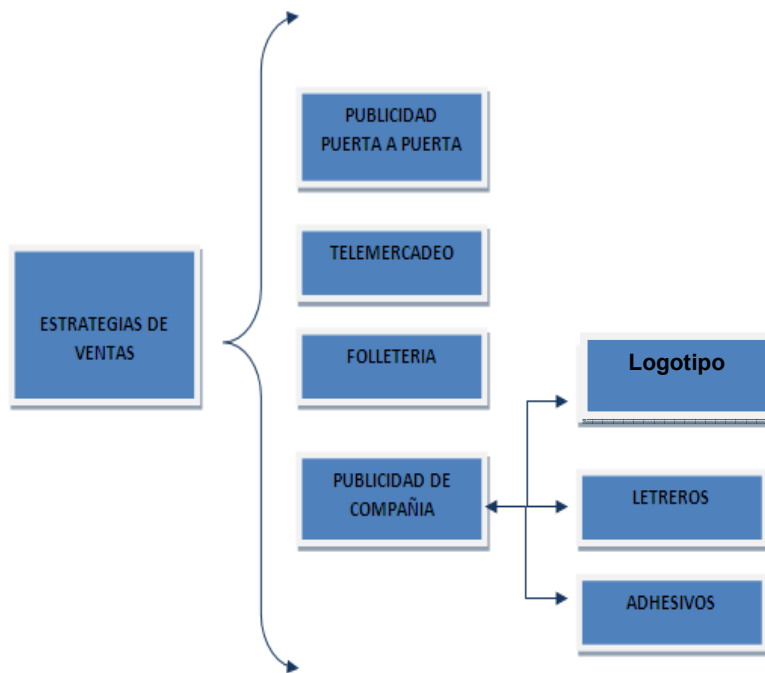 PUBLICIDAD
PUERTA A PUERTA
TELEMERCADEO
ESTRATEGIAS DE
VENTAS
FOLLETERIA
Logotipo
PUBLICIDAD DE
COMPAÑIA
LETREROS
ADHESIVOS